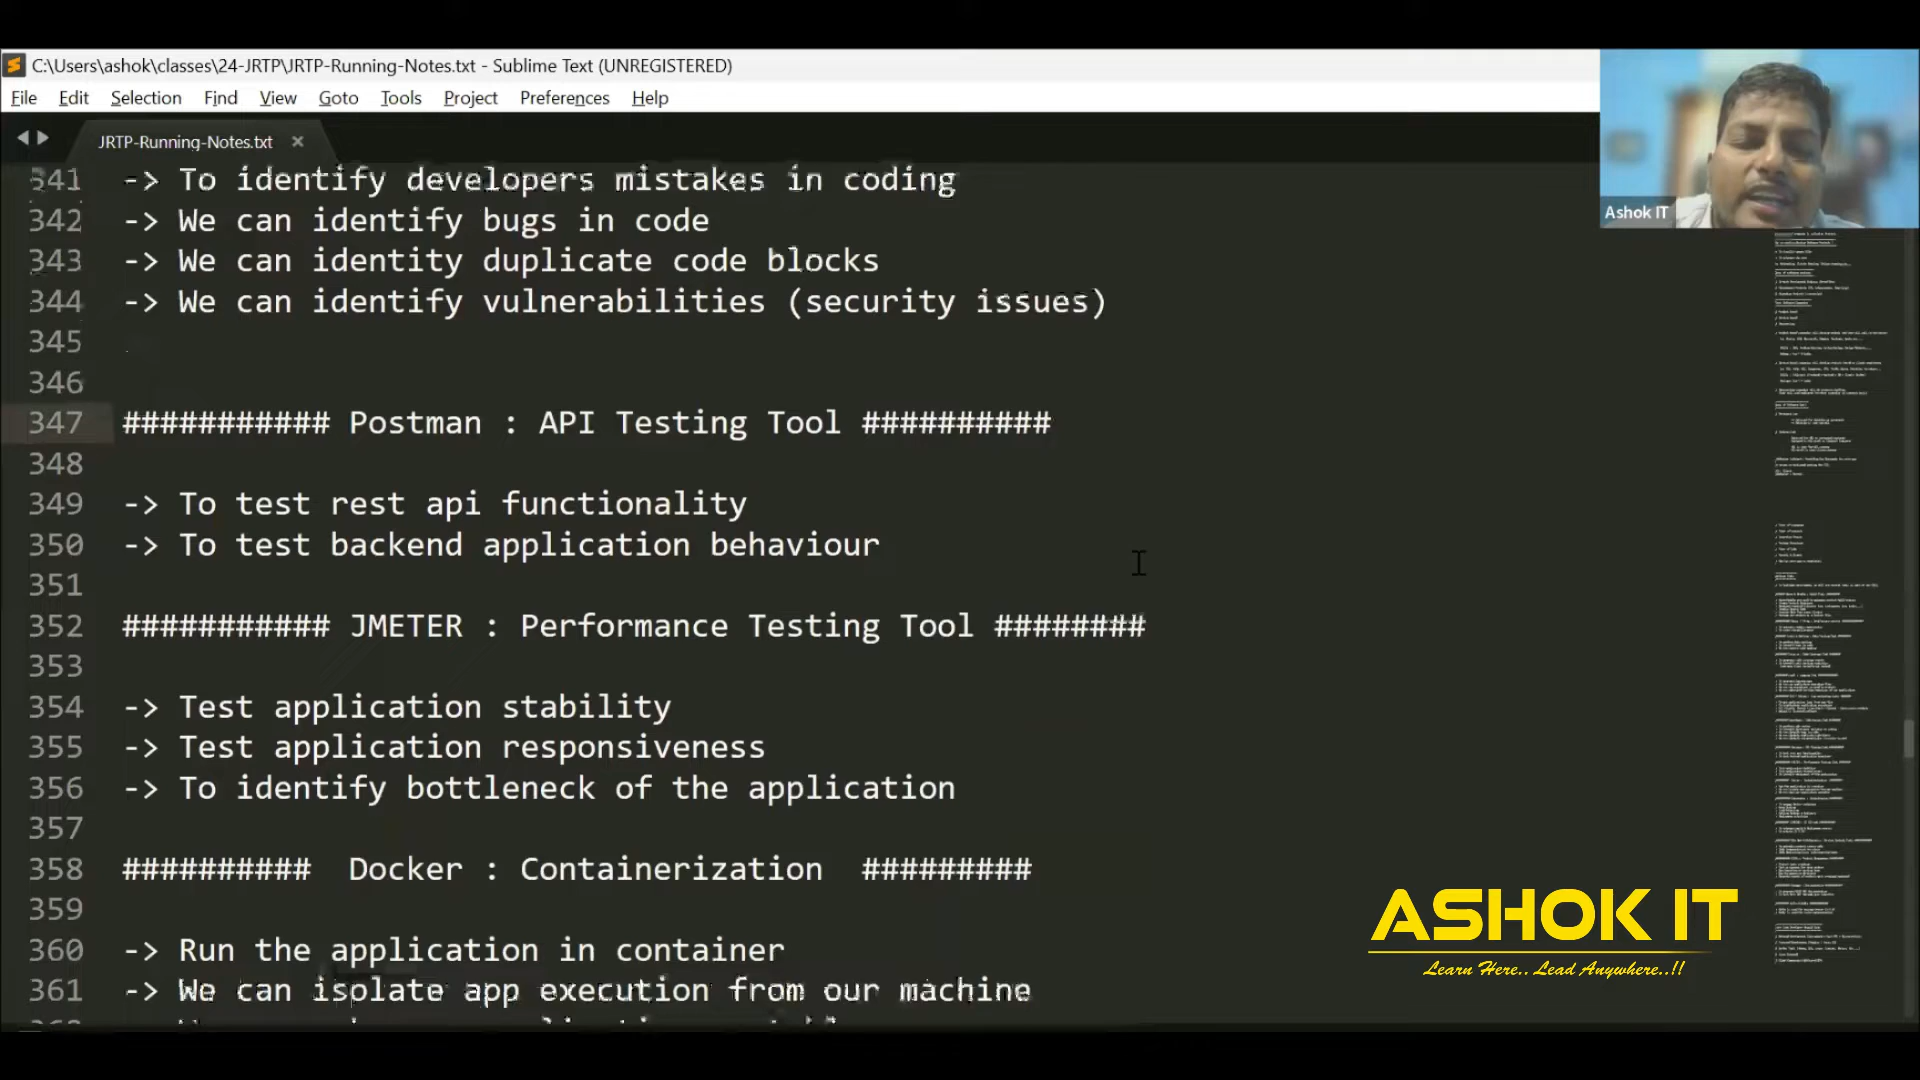 C:\Users\ashok\classes\24-JRTP\JRTP-Running-Notes.txt - Sublime Text (UNREGISTERED)
File Edit Selection Find View Goto Tools Project Preferences Help
JRTP-Running-Notes.txt ×
Ashok IT
341 -> To identify developers mistakes in coding
342 -> We can identify bugs in code
343 -> We can identity duplicate code blocks
344 -> We can identify vulnerabilities (security issues)
345
346
347 ########### Postman : API Testing Tool ##########
348
349 -> To test rest api functionality
350 -> To test backend application behaviour
351
352 ########### JMETER : Performance Testing Tool ########
353
354 -> Test application stability
355 -> Test application responsiveness
356 -> To identify bottleneck of the application
357
358 ########## Docker : Containerization #########
359
360 -> Run the application in container
361 -> We can isplate app execution from our machine
ASHOK IT
Learn Here.. Lead Anywhere..!!